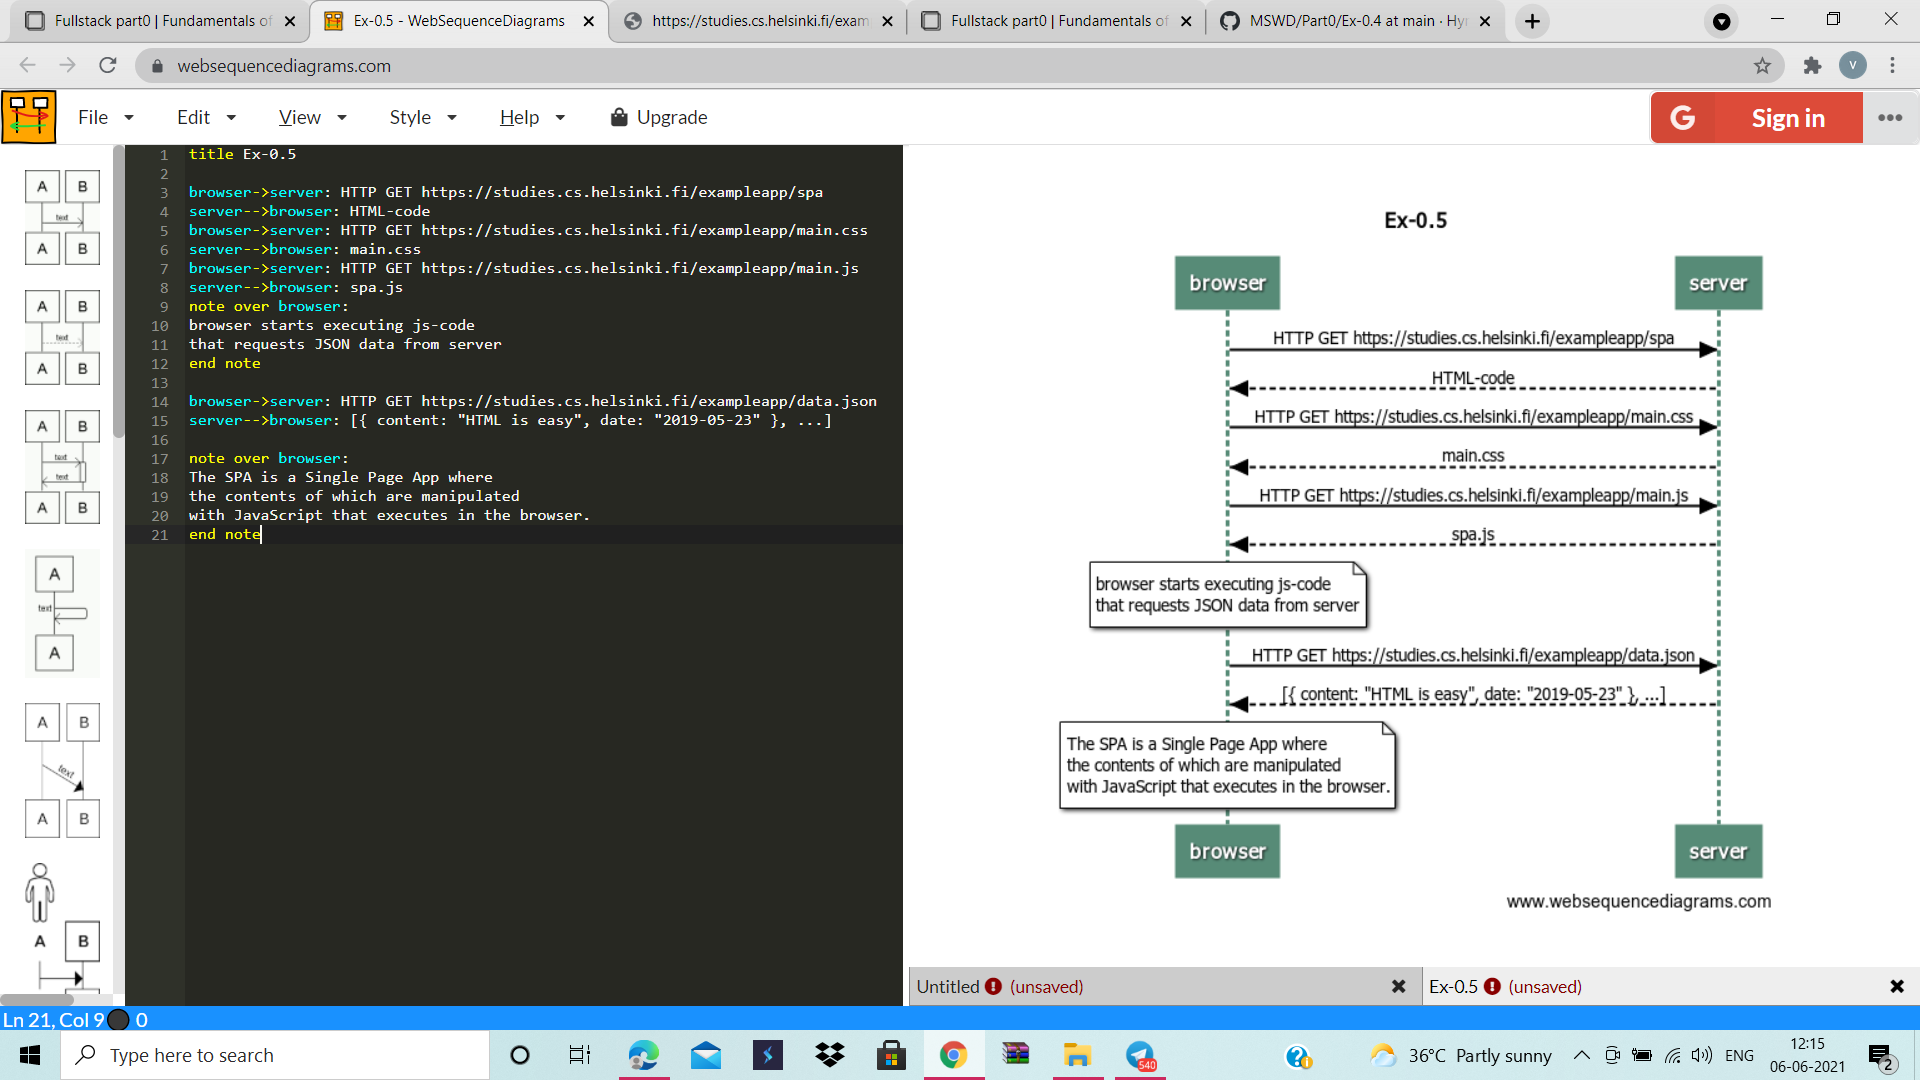 Fullstack part0 | Fundamentals of
Ex-0.5 - WebSequenceDiagrams
https://studies.cs.helsinki.fi/exam
Fullstack part0 | Fundamentals of
MSWD/Part0/Ex-0.4 at main · Hy
websequencediagrams.com
V
File
Edit
View
Style
Help
Upgrade
G
Sign in
A B
text
A B
A B
text
A B
A B
text
text
A B
A
text
A
A B
text
A B
A B
1 title Ex-0.5
2
3 browser->server: HTTP GET https://studies.cs.helsinki.fi/exampleapp/spa
4 server-->browser: HTML-code
5 browser->server: HTTP GET https://studies.cs.helsinki.fi/exampleapp/main.css
6 server-->browser: main.css
7 browser->server: HTTP GET https://studies.cs.helsinki.fi/exampleapp/main.js
8 server-->browser: spa.js
9 note over browser:
10 browser starts executing js-code
11 that requests JSON data from server
12 end note
13
14 browser->server: HTTP GET https://studies.cs.helsinki.fi/exampleapp/data.json
15 server-->browser: [{ content: "HTML is easy", date: "2019-05-23" }, ...]
16
17 note over browser:
18 The SPA is a Single Page App where
19 the contents of which are manipulated
20 with JavaScript that executes in the browser.
21 end note
Ex-0.5
browser server
HTTP GET https://studies.cs.helsinki.fi/exampleapp/spa
HTML-code
HTTP GET https://studies.cs.helsinki.fi/exampleapp/main.css
main.css
HTTP GET https://studies.cs.helsinki.fi/exampleapp/main.js
spa.js
browser starts executing js-code
that requests JSON data from server
HTTP GET https://studies.cs.helsinki.fi/exampleapp/data.json
[{ content: "HTML is easy", date: "2019-05-23" }, ...]
The SPA is a Single Page App where
the contents of which are manipulated
with JavaScript that executes in the browser.
browser server
www.websequencediagrams.com
Untitled (unsaved)
Ex-0.5 (unsaved)
Ln 21, Col 9 0
Type here to search
540
36°C Partly sunny
ENG
12:15
06-06-2021
2